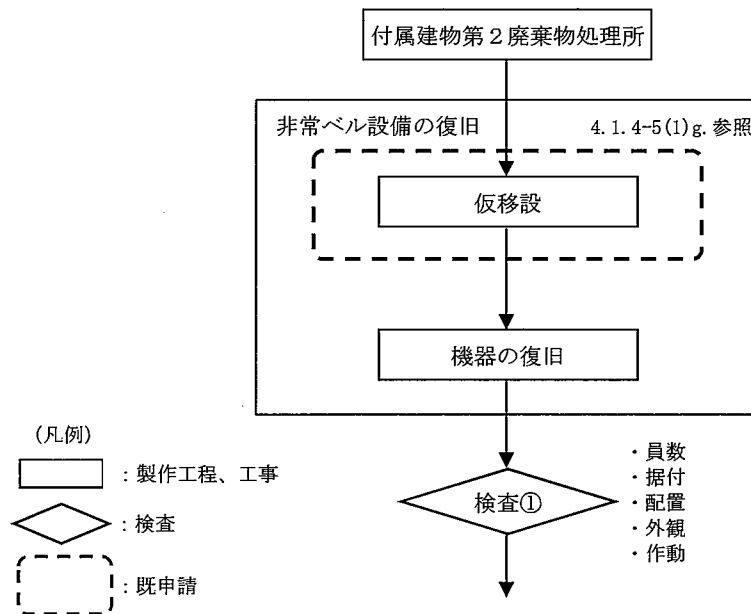 付属建物第２廃棄物処理所
非常ベル設備の復旧 4.1.4-5(1)g.参照
仮移設
機器の復旧
検査①
・員数
・据付
・配置
・外観
・作動
(凡例)
：製作工程、工事
：検査
：既申請